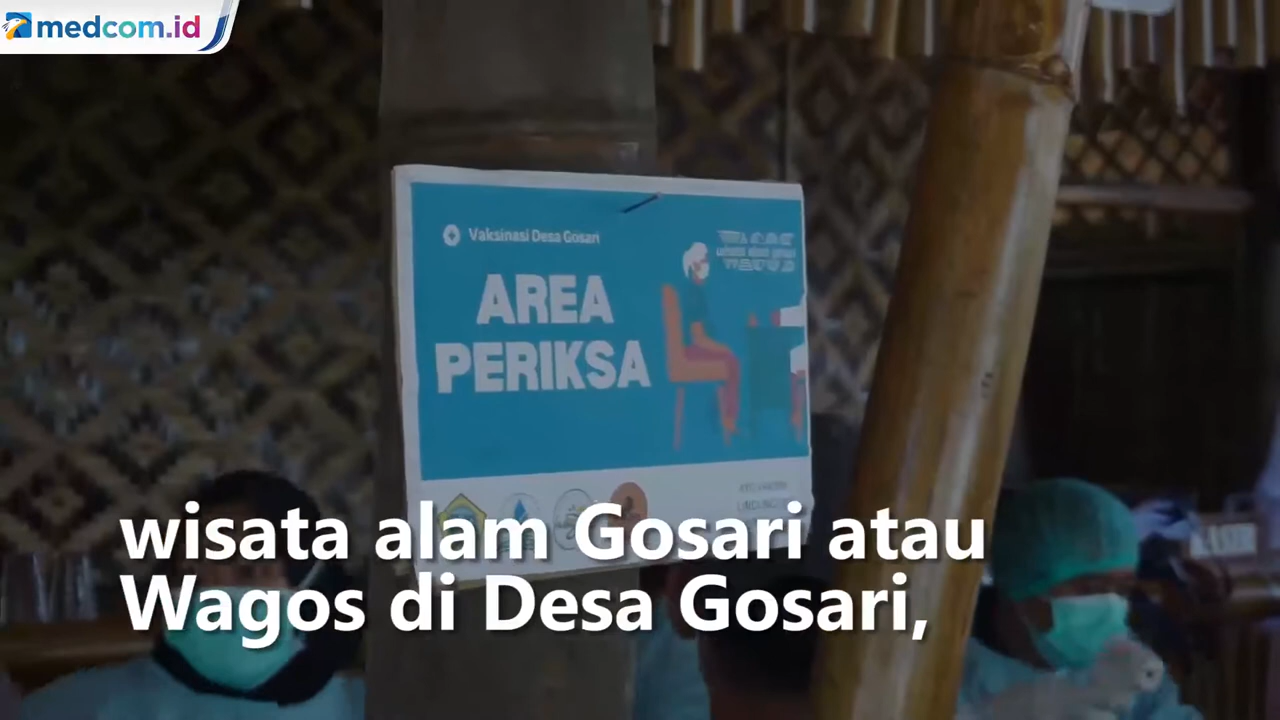 medcom.id
Vaksinasi Desa Gosari
AREA
PERIKSA
wisata alam Gosari atau
Wagos di Desa Gosari,